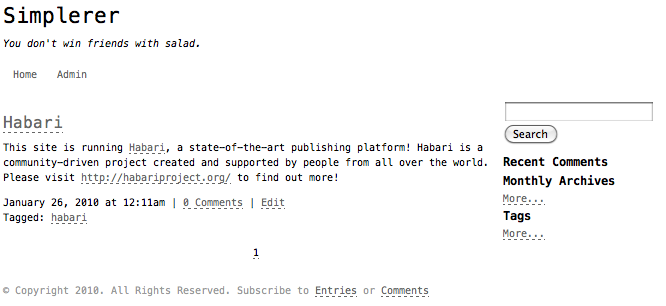 Simplerer
You don't win friends with salad.
Home Admin
Habari
This site is running Habari, a state-of-the-art publishing platform! Habari is a
community-driven project created and supported by people from all over the world.
Please visit http://habariproject.org/ to find out more!
January 26, 2010 at 12:11am | 0 Comments | Edit
Tagged: habari
1
Search
Recent Comments
Monthly Archives
More...
Tags
More...
© Copyright 2010. All Rights Reserved. Subscribe to Entries or Comments